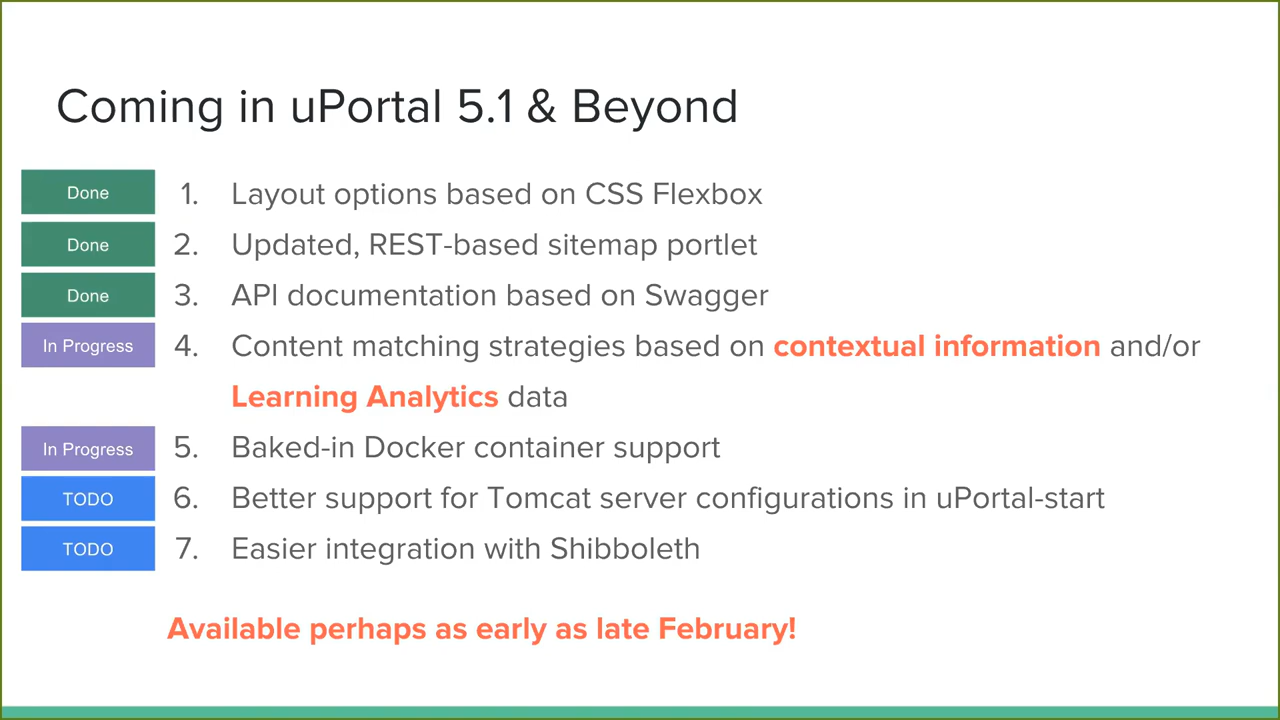 Coming in uPortal 5.1 & Beyond
Done 1. Layout options based on CSS Flexbox
Done 2. Updated, REST-based sitemap portlet
Done 3. API documentation based on Swagger
In Progress 4. Content matching strategies based on contextual information and/or
Learning Analytics data
In Progress 5. Baked-in Docker container support
TODO 6. Better support for Tomcat server configurations in uPortal-start
TODO 7. Easier integration with Shibboleth
Available perhaps as early as late February!